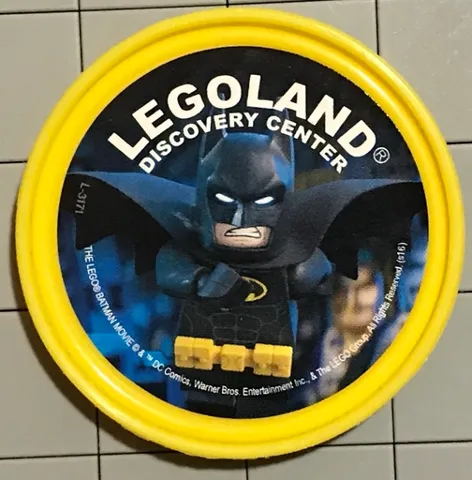 LEGOLAND®
DISCOVERY CENTER
L-3171
THE LEGO® BATMAN MOVIE © & ™ DC Comics, Warner Bros. Entertainment Inc., & The LEGO Group. All Rights Reserved. (s16)